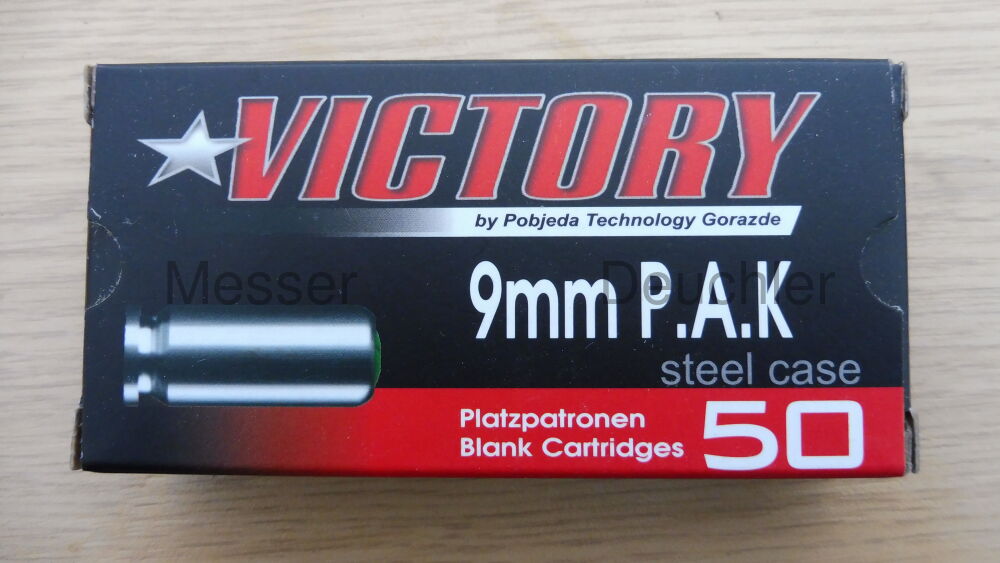 VICTORY
by Pobjeda Technology Gorazde
Messer Deuchler
9mm P.A.K
steel case
Platzpatronen
Blank Cartridges
50